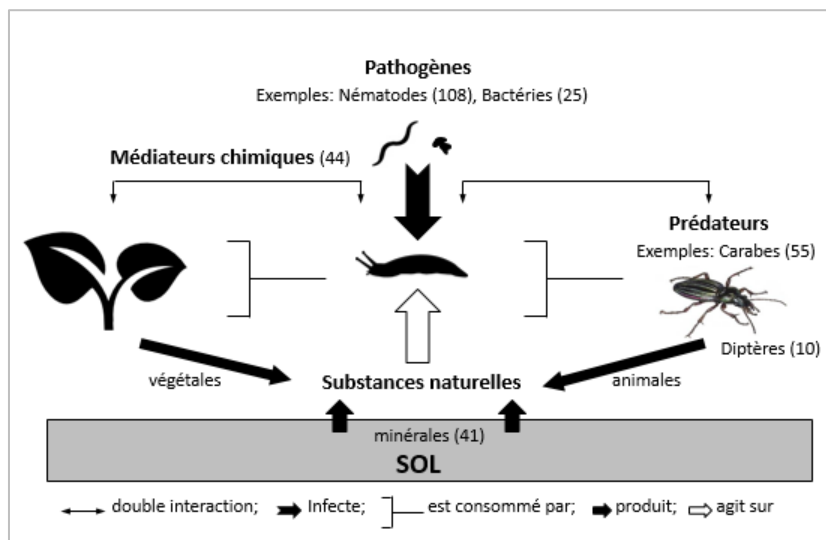 Pathogènes
Exemples: Nématodes (108), Bactéries (25)
Médiateurs chimiques (44)
Prédateurs
Exemples: Carabes (55)
Diptères (10)
végétales
Substances naturelles
animales
minérales (41)
SOL
double interaction; Infecte; est consommé par; produit; agit sur